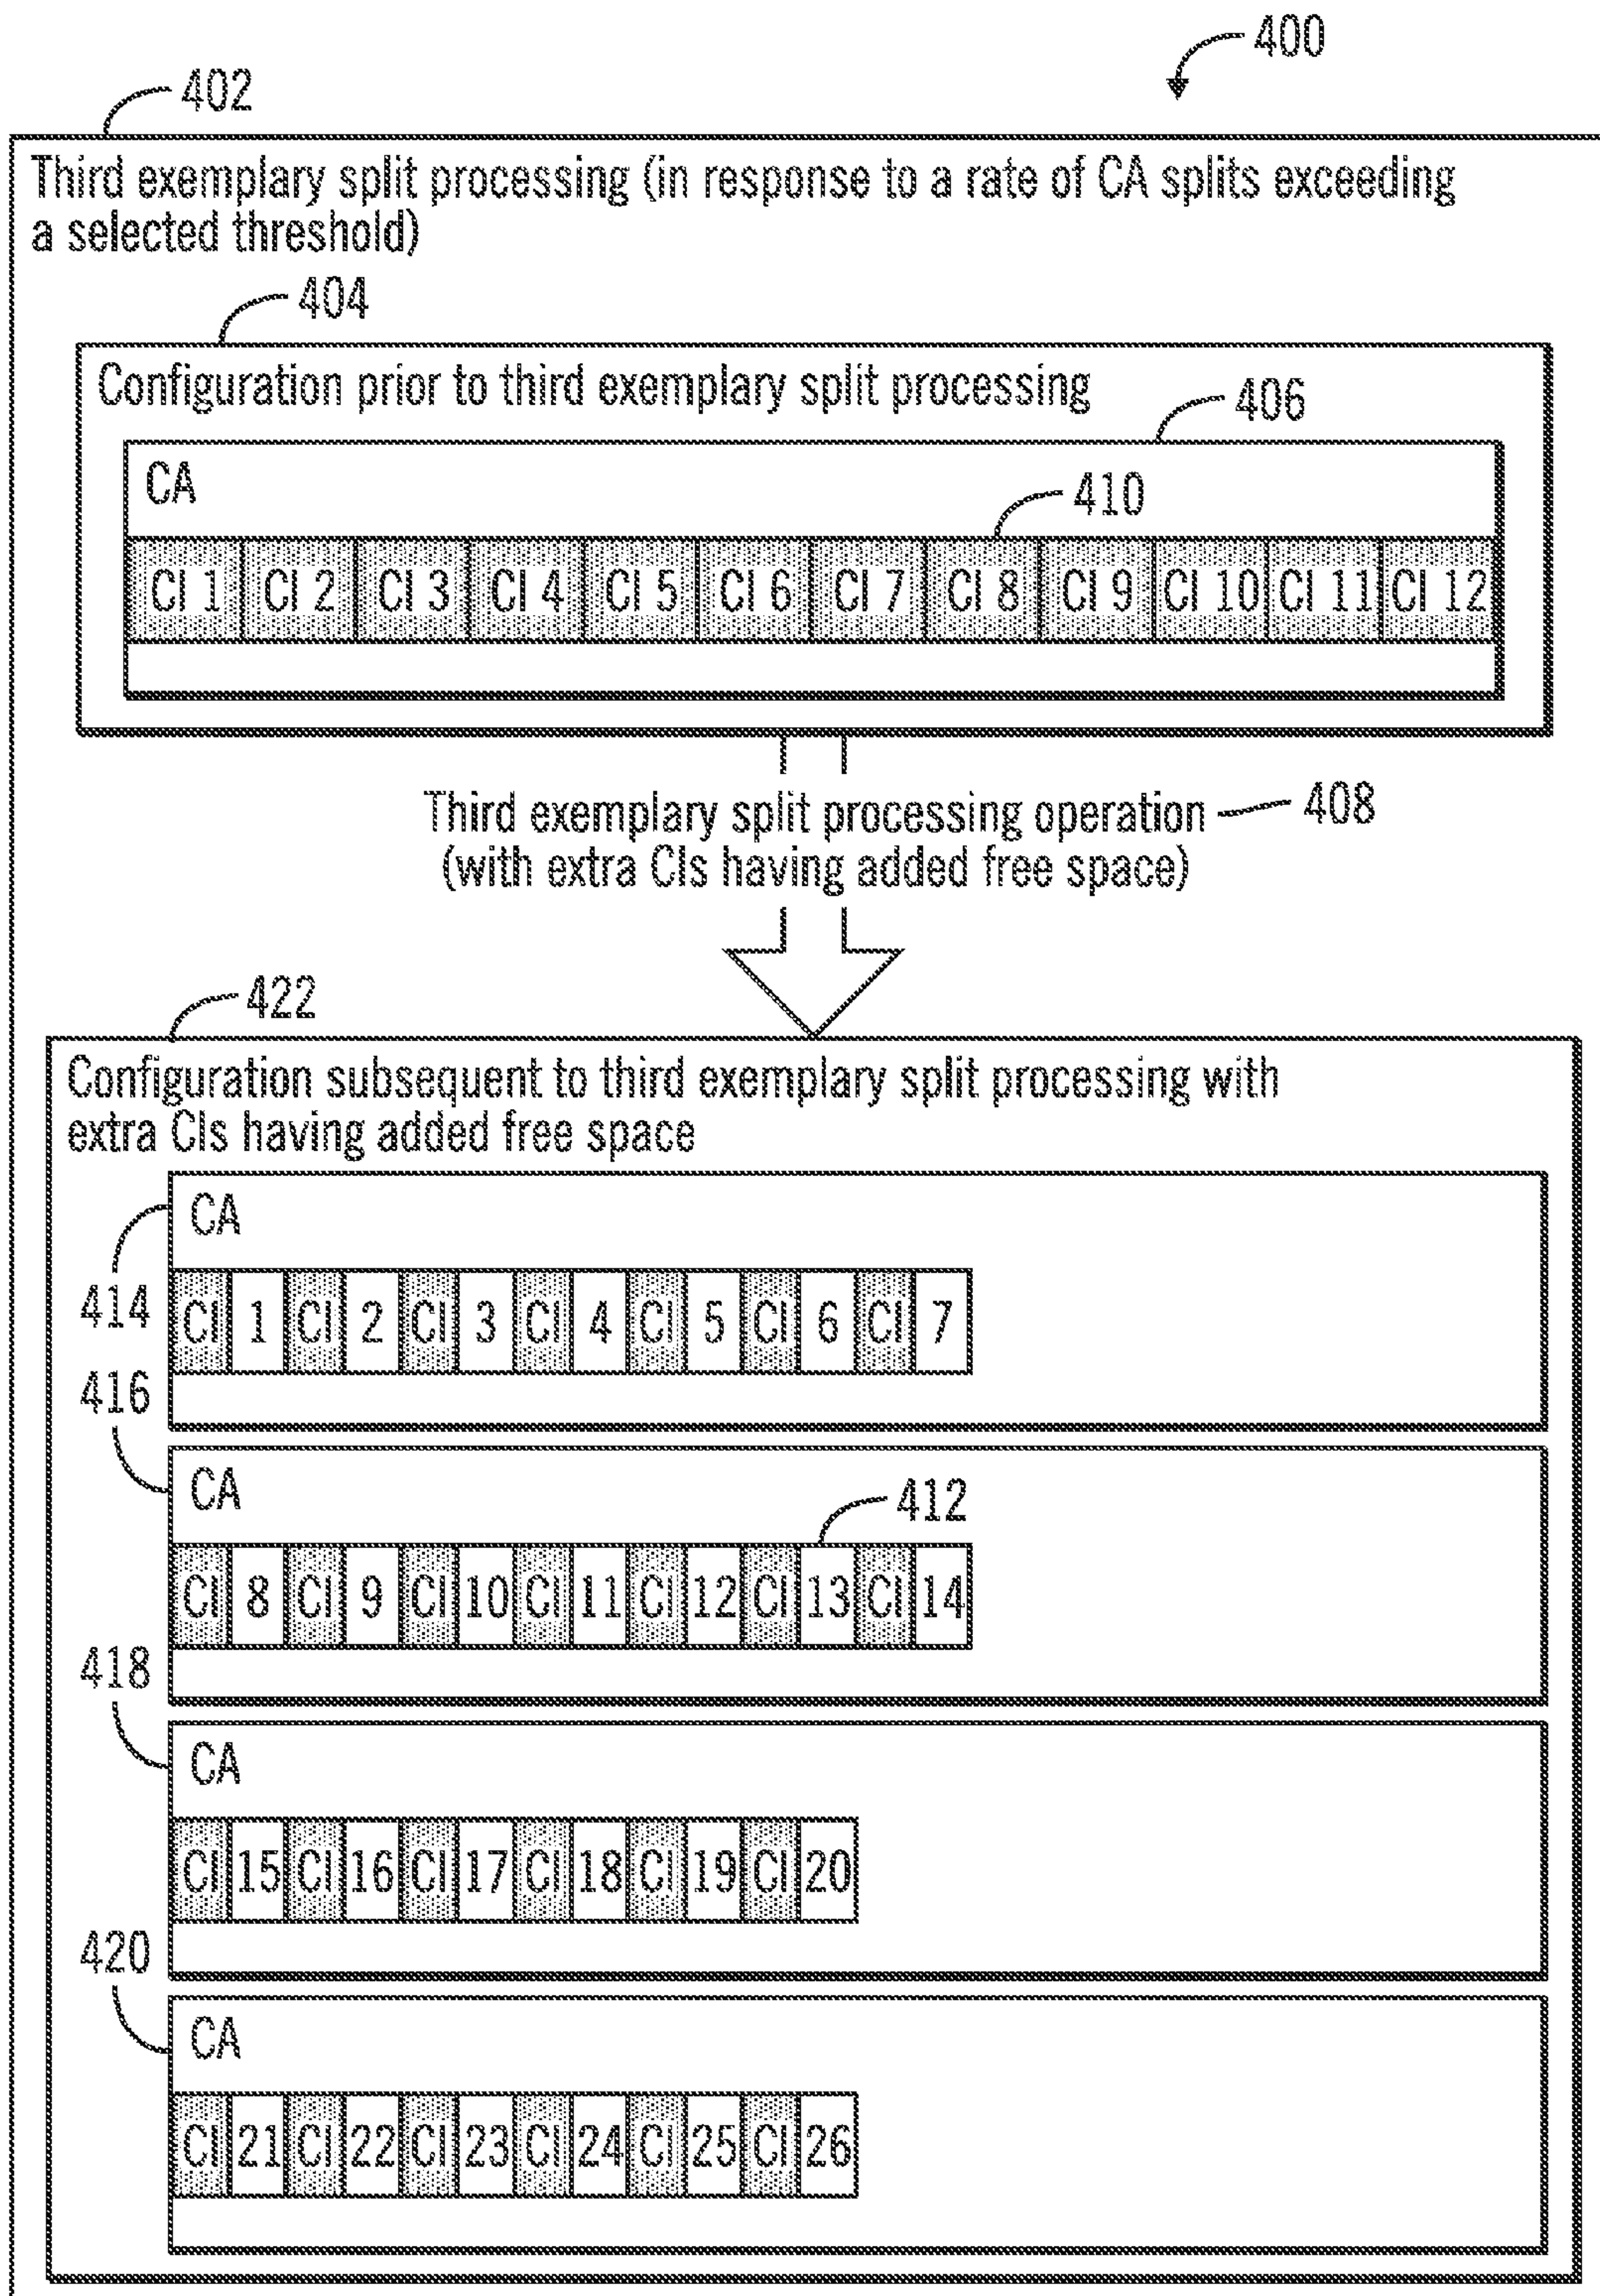 400
402
Third exemplary split processing (in response to a rate of CA splits exceeding
a selected threshold)
404
Configuration prior to third exemplary split processing
406
CA
410
CI 1 CI 2 CI 3 CI 4 CI 5 CI 6 CI 7 CI 8 CI 9 CI 10 CI 11 CI 12
Third exemplary split processing operation 408
(with extra CIs having added free space)
422
Configuration subsequent to third exemplary split processing with
extra CIs having added free space
CA
414
CI 1 CI 2 CI 3 CI 4 CI 5 CI 6 CI 7
416
CA
412
CI 8 CI 9 CI 10 CI 11 CI 12 CI 13 CI 14
418
CA
CI 15 CI 16 CI 17 CI 18 CI 19 CI 20
420
CA
CI 21 CI 22 CI 23 CI 24 CI 25 CI 26